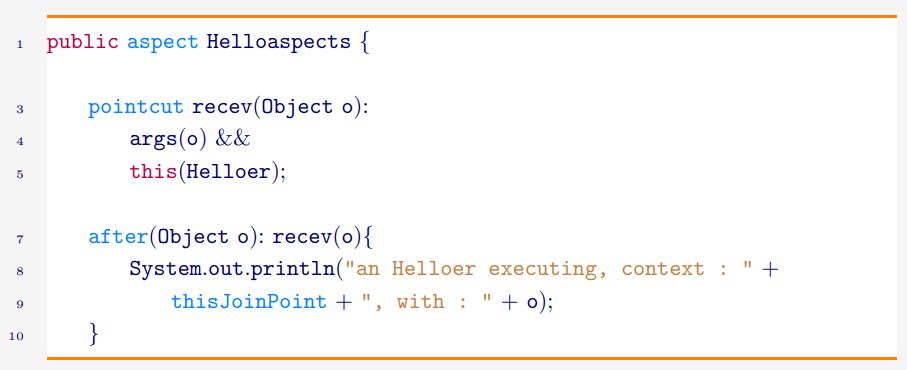 1 public aspect Helloaspects {
3 pointcut recev(Object o):
4 args(o) &&
5 this(Helloer);
7 after(Object o): recev(o){
8 System.out.println("an Helloer executing, context : " +
9 thisJoinPoint + ", with : " + o);
10 }